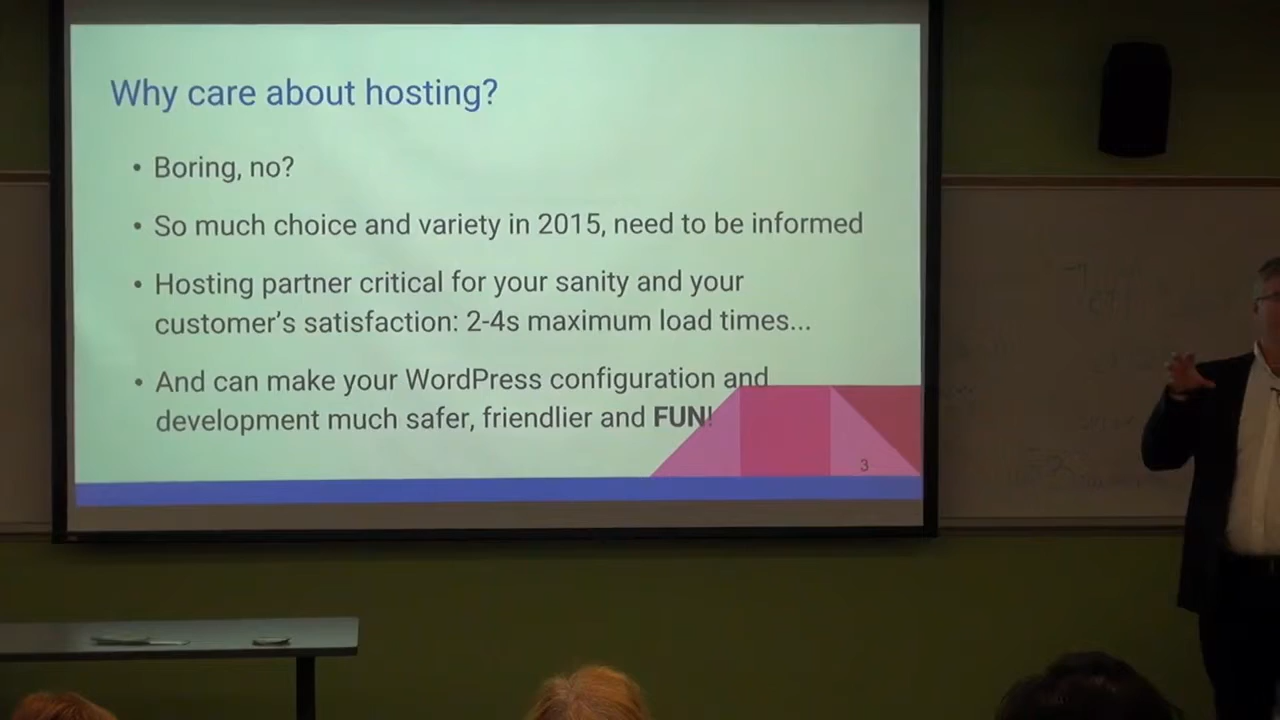 Why care about hosting?
• Boring, no?
• So much choice and variety in 2015, need to be informed
• Hosting partner critical for your sanity and your
customer's satisfaction: 2-4s maximum load times...
• And can make your WordPress configuration and
development much safer, friendlier and FUN!
3